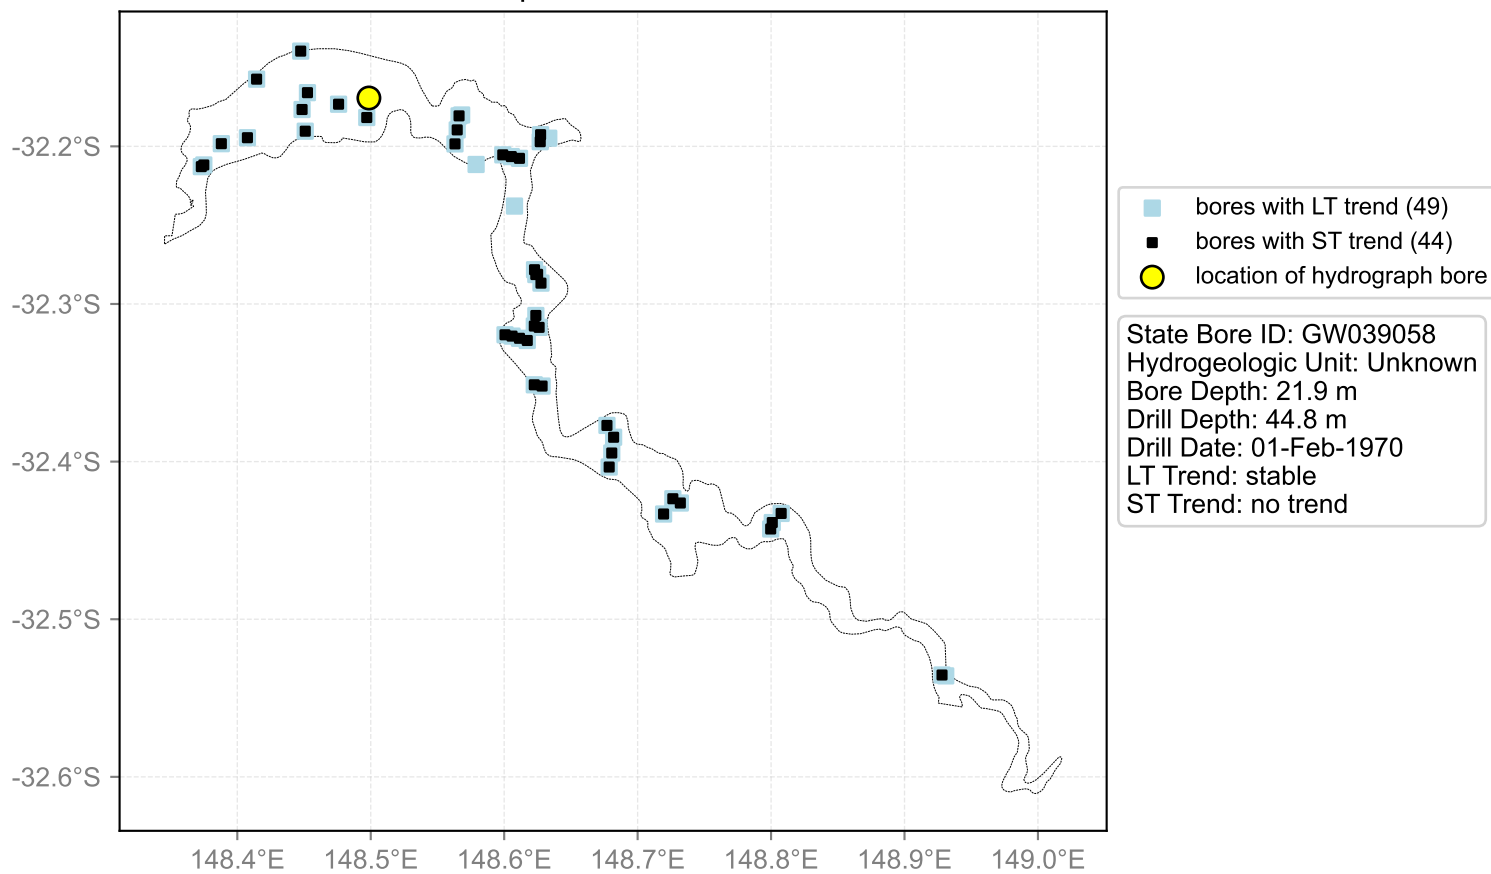 -32.2°S
-32.3°S
-32.4°S
-32.5°S
-32.6°S
148.4°E 148.5°E 148.6°E 148.7°E 148.8°E 148.9°E 149.0°E
bores with LT trend (49)
bores with ST trend (44)
location of hydrograph bore
State Bore ID: GW039058
Hydrogeologic Unit: Unknown
Bore Depth: 21.9 m
Drill Depth: 44.8 m
Drill Date: 01-Feb-1970
LT Trend: stable
ST Trend: no trend